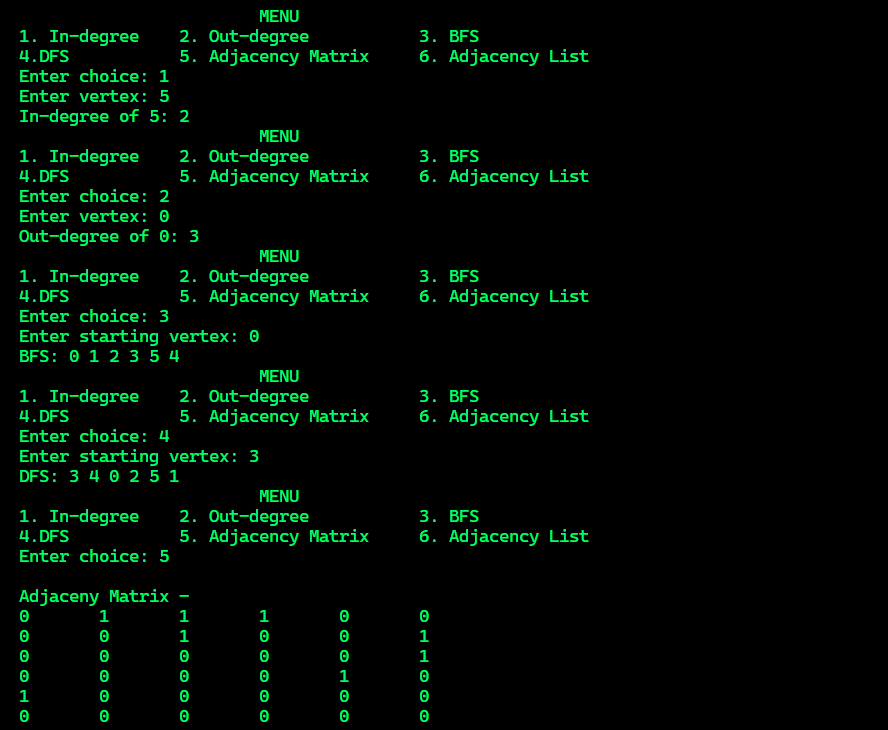 MENU
1. In-degree    2. Out-degree           3. BFS
4.DFS           5. Adjacency Matrix     6. Adjacency List
Enter choice: 1
Enter vertex: 5
In-degree of 5: 2
MENU
1. In-degree    2. Out-degree           3. BFS
4.DFS           5. Adjacency Matrix     6. Adjacency List
Enter choice: 2
Enter vertex: 0
Out-degree of 0: 3
MENU
1. In-degree    2. Out-degree           3. BFS
4.DFS           5. Adjacency Matrix     6. Adjacency List
Enter choice: 3
Enter starting vertex: 0
BFS: 0 1 2 3 5 4
MENU
1. In-degree    2. Out-degree           3. BFS
4.DFS           5. Adjacency Matrix     6. Adjacency List
Enter choice: 4
Enter starting vertex: 3
DFS: 3 4 0 2 5 1
MENU
1. In-degree    2. Out-degree           3. BFS
4.DFS           5. Adjacency Matrix     6. Adjacency List
Enter choice: 5
Adjaceny Matrix -
0       1       1       1       0       0
0       0       1       0       0       1
0       0       0       0       0       1
0       0       0       0       1       0
1       0       0       0       0       0
0       0       0       0       0       0